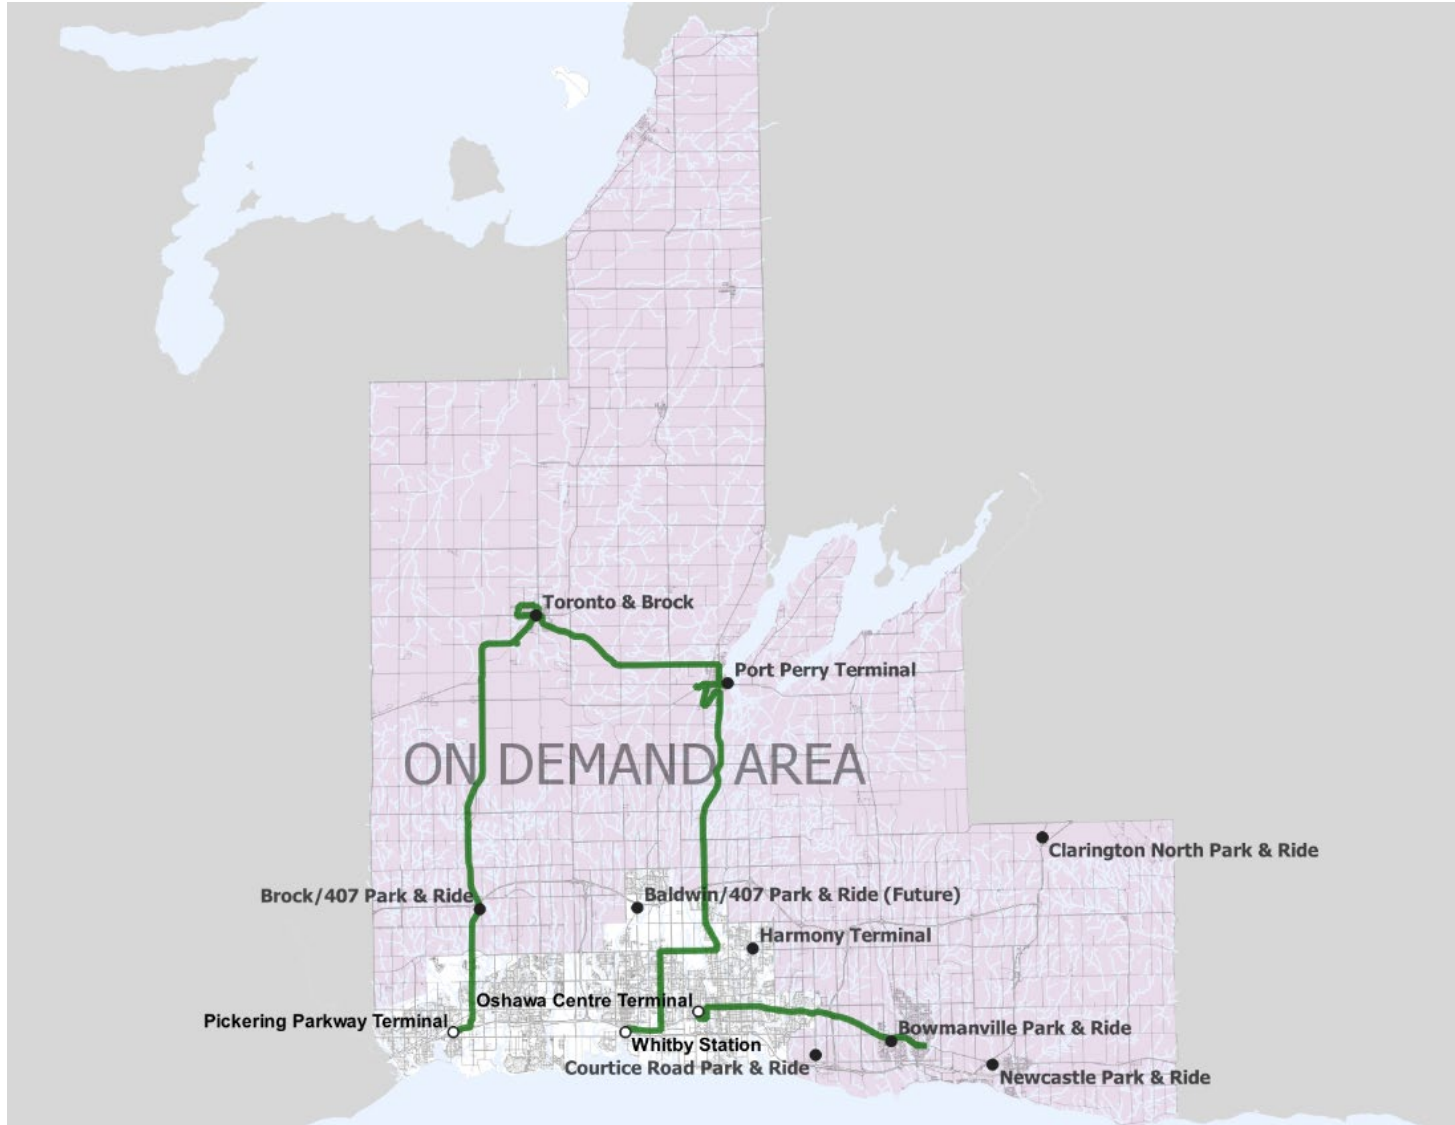 Toronto & Brock
Port Perry Terminal
ON DEMAND AREA
Clarington North Park & Ride
Brock/407 Park & Ride
Baldwin/407 Park & Ride (Future)
Harmony Terminal
Oshawa Centre Terminal
Pickering Parkway Terminal
Bowmanville Park & Ride
Whitby Station
Courtice Road Park & Ride
Newcastle Park & Ride